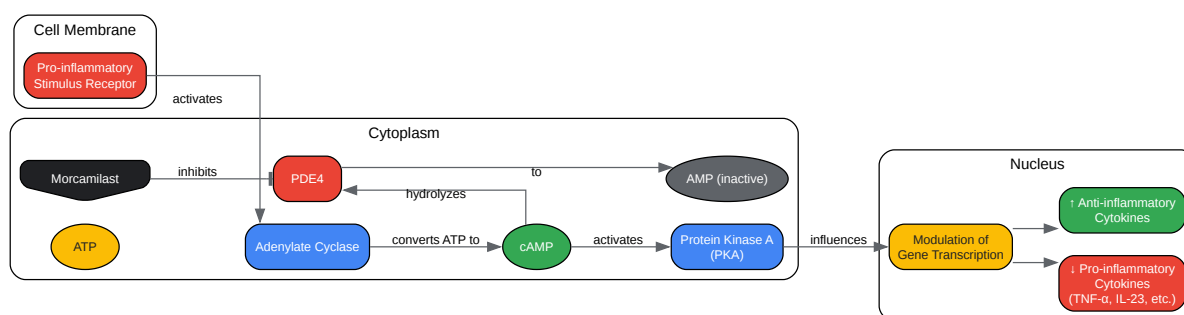 Cell Membrane
Pro-inflammatory
Stimulus Receptor
activates
Cytoplasm
Morcamilast
inhibits
PDE4
to
AMP (inactive)
hydrolyzes
ATP
Adenylate Cyclase
converts ATP to
cAMP
activates
Protein Kinase A
(PKA)
influences
Nucleus
Modulation of
Gene Transcription
↑ Anti-inflammatory
Cytokines
↓ Pro-inflammatory
Cytokines
(TNF-α, IL-23, etc.)